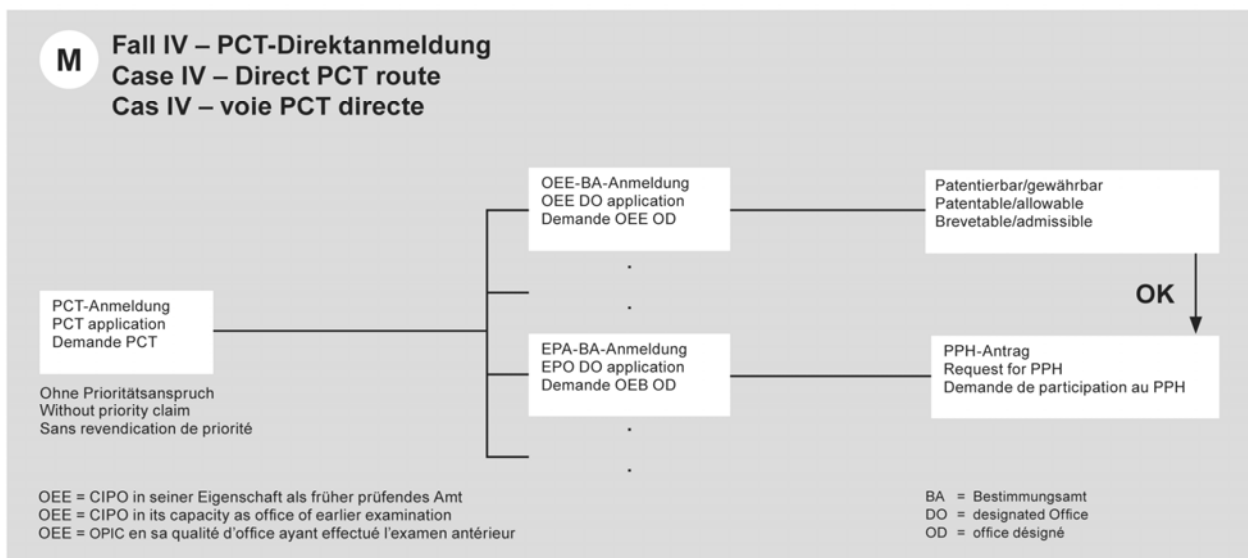 M
Fall IV – PCT-Direktanmeldung
Case IV – Direct PCT route
Cas IV – voie PCT directe
OEE-BA-Anmeldung
OEE DO application
Demande OEE OD
Patentierbar/gewährbar
Patentable/allowable
Brevetable/admissible
OK
PCT-Anmeldung
PCT application
Demande PCT
Ohne Prioritätsanspruch
Without priority claim
Sans revendication de priorité
EPA-BA-Anmeldung
EPO DO application
Demande OEB OD
PPH-Antrag
Request for PPH
Demande de participation au PPH
OEE = CIPO in seiner Eigenschaft als früher prüfendes Amt
OEE = CIPO in its capacity as office of earlier examination
OEE = OPIC en sa qualité d'office ayant effectué l'examen antérieur
BA = Bestimmungsamt
DO = designated Office
OD = office désigné